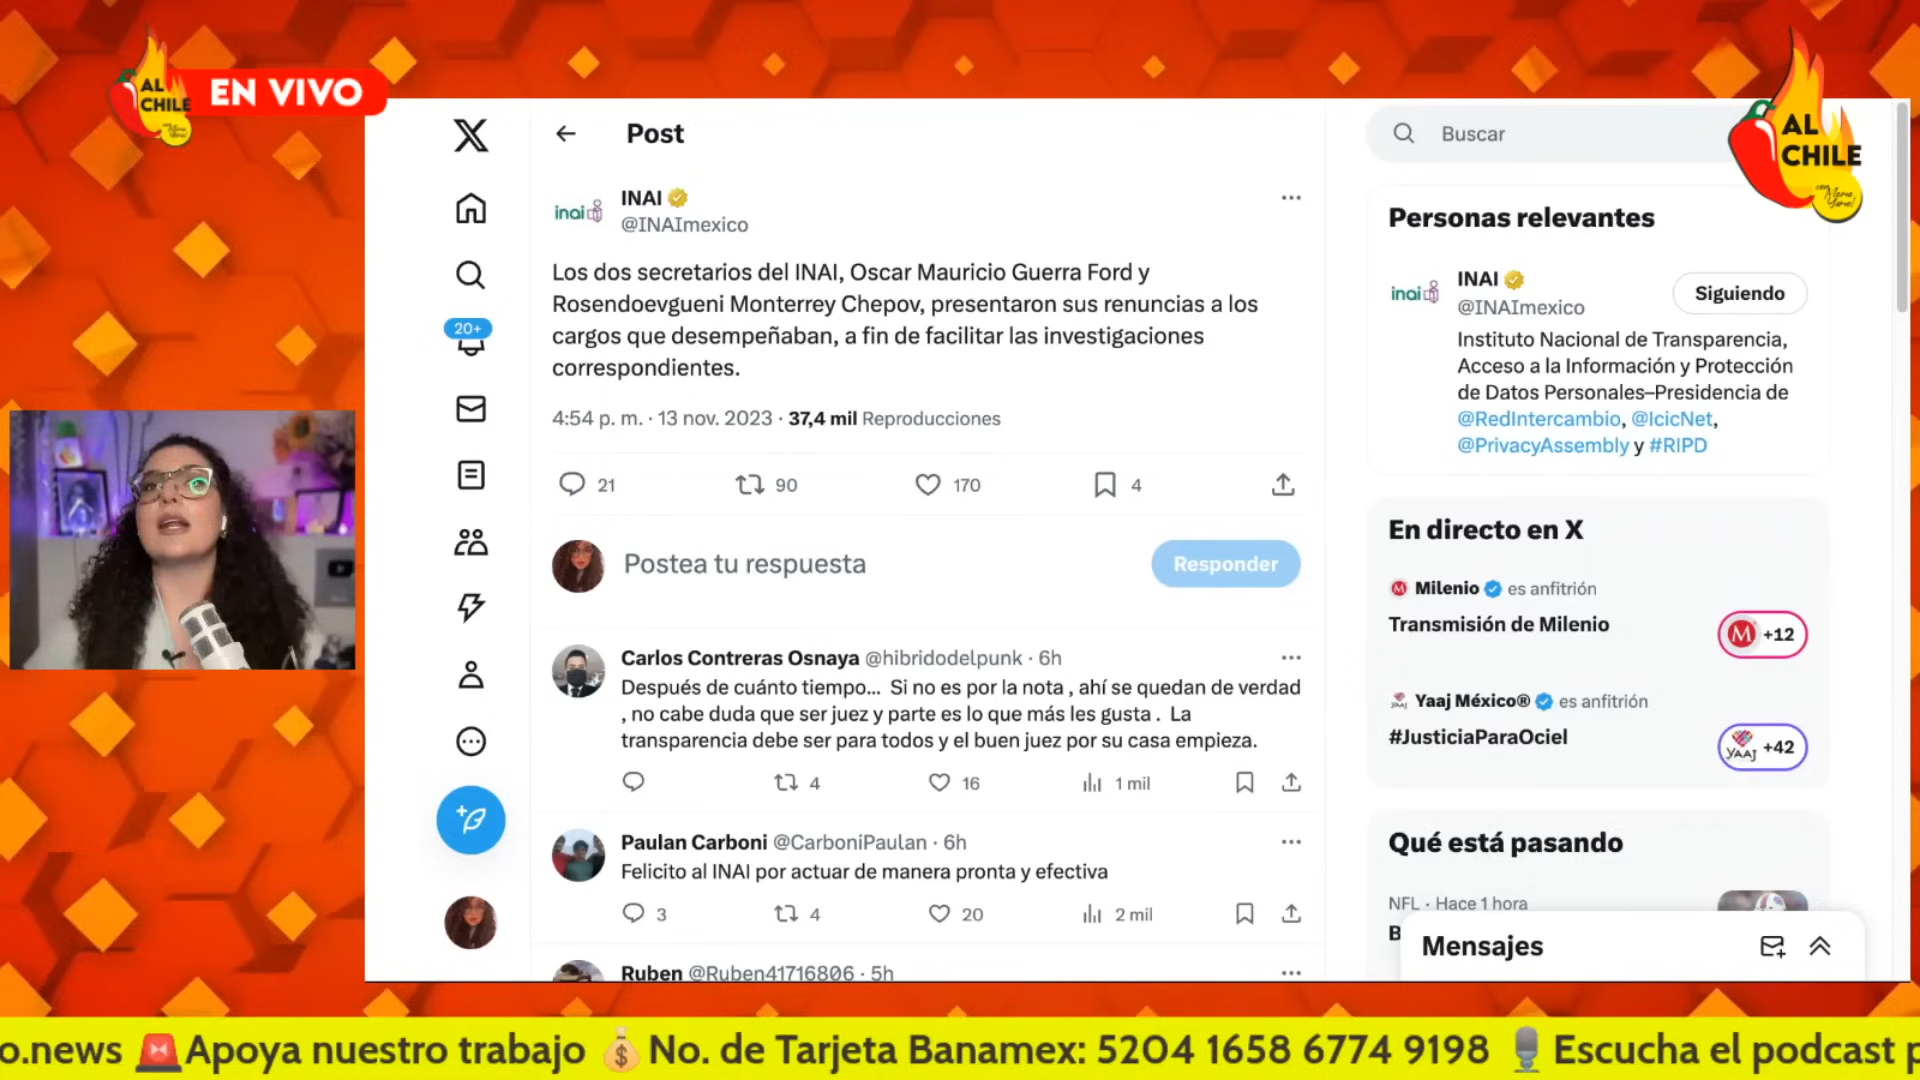 AL
CHILE
EN VIVO
AL
CHILE
Post
Buscar
INAI
@INAImexico
inai
Los dos secretarios del INAI, Oscar Mauricio Guerra Ford y
Rosendoevgueni Monterrey Chepov, presentaron sus renuncias a los
cargos que desempeñaban, a fin de facilitar las investigaciones
correspondientes.
4:54 p. m. · 13 nov. 2023 · 37,4 mil Reproducciones
21
90
170
4
20+
Postea tu respuesta
Responder
Carlos Contreras Osnaya @hibridodelpunk · 6h
Después de cuánto tiempo... Si no es por la nota , ahí se quedan de verdad
, no cabe duda que ser juez y parte es lo que más les gusta . La
transparencia debe ser para todos y el buen juez por su casa empieza.
4
16
1 mil
Paulan Carboni @CarboniPaulan · 6h
Felicito al INAI por actuar de manera pronta y efectiva
3
4
20
2 mil
Ruben @Ruben41716806 · 5h
Personas relevantes
inai
INAI
@INAImexico
Siguiendo
Instituto Nacional de Transparencia,
Acceso a la Información y Protección
de Datos Personales–Presidencia de
@RedIntercambio, @IcicNet,
@PrivacyAssembly y #RIPD
En directo en X
Milenio es anfitrión
Transmisión de Milenio
M +12
Yaaj México® es anfitrión
#JusticiaParaOciel
YAAJ +42
Qué está pasando
NFL · Hace 1 hora
B
Mensajes
o.news 🚨Apoya nuestro trabajo 💰No. de Tarjeta Banamex: 5204 1658 6774 9198 🎙️Escucha el podcast p